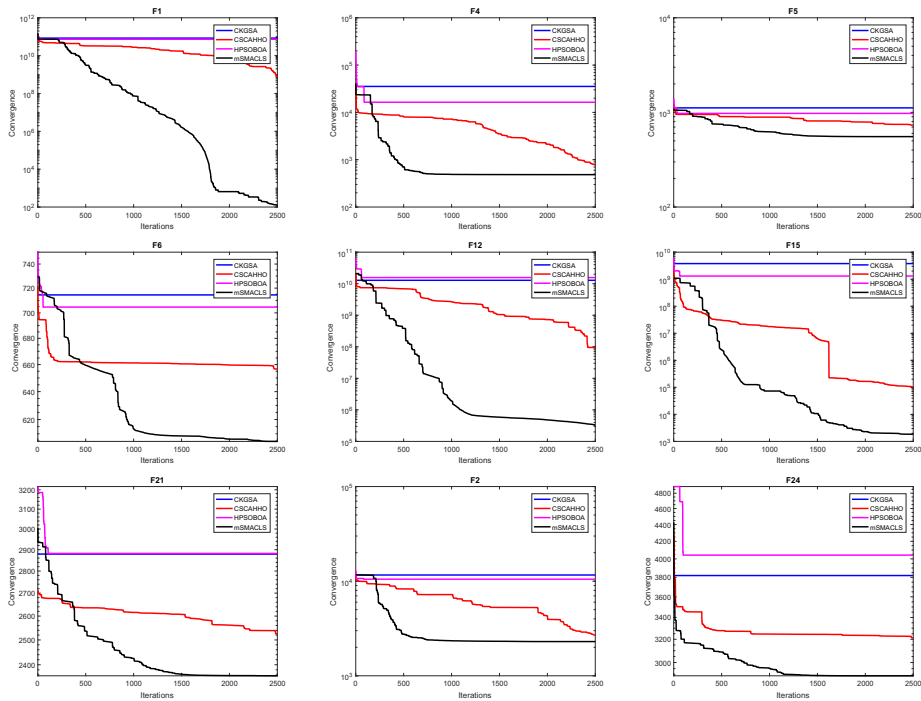 F1
10^12
10^10
10^8
10^6
10^4
10^2
Convergence
0 500 1000 1500 2000 2500
Iterations
CKGSA
CSCAHHO
HPSOBOA
mSMACLS
F4
10^6
10^5
10^4
10^3
10^2
Convergence
0 500 1000 1500 2000 2500
Iterations
CKGSA
CSCAHHO
HPSOBOA
mSMACLS
F5
10^4
10^3
10^2
Convergence
0 500 1000 1500 2000 2500
Iterations
CKGSA
CSCAHHO
HPSOBOA
mSMACLS
F6
740
720
700
680
660
640
620
Convergence
0 500 1000 1500 2000 2500
Iterations
CKGSA
CSCAHHO
HPSOBOA
mSMACLS
F12
10^11
10^10
10^9
10^8
10^7
10^6
10^5
Convergence
0 500 1000 1500 2000 2500
Iterations
CKGSA
CSCAHHO
HPSOBOA
mSMACLS
F15
10^10
10^9
10^8
10^7
10^6
10^5
10^4
10^3
Convergence
0 500 1000 1500 2000 2500
Iterations
CKGSA
CSCAHHO
HPSOBOA
mSMACLS
F21
3200
3100
3000
2900
2800
2700
2600
2500
2400
Convergence
0 500 1000 1500 2000 2500
Iterations
CKGSA
CSCAHHO
HPSOBOA
mSMACLS
F2
10^5
10^4
10^3
Convergence
0 500 1000 1500 2000 2500
Iterations
CKGSA
CSCAHHO
HPSOBOA
mSMACLS
F24
4800
4600
4400
4200
4000
3800
3600
3400
3200
3000
Convergence
0 500 1000 1500 2000 2500
Iterations
CKGSA
CSCAHHO
HPSOBOA
mSMACLS